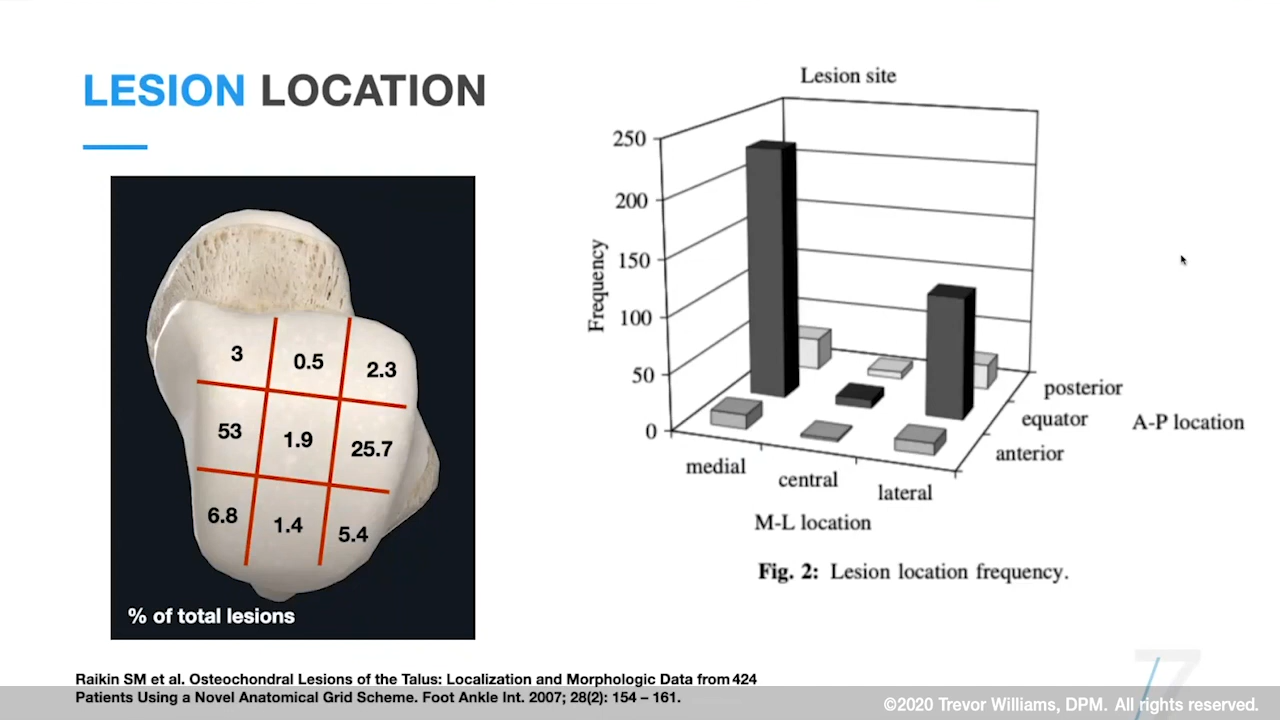 LESION LOCATION
3
0.5
2.3
53
1.9
25.7
6.8
1.4
5.4
% of total lesions
Lesion site
250
200
150
100
50
0
Frequency
medial
central
lateral
M-L location
posterior
equator
anterior
A-P location
Fig. 2: Lesion location frequency.
Raikin SM et al. Osteochondral Lesions of the Talus: Localization and Morphologic Data from 424
Patients Using a Novel Anatomical Grid Scheme. Foot Ankle Int. 2007; 28(2): 154 – 161.
7
©2020 Trevor Williams, DPM. All rights reserved.